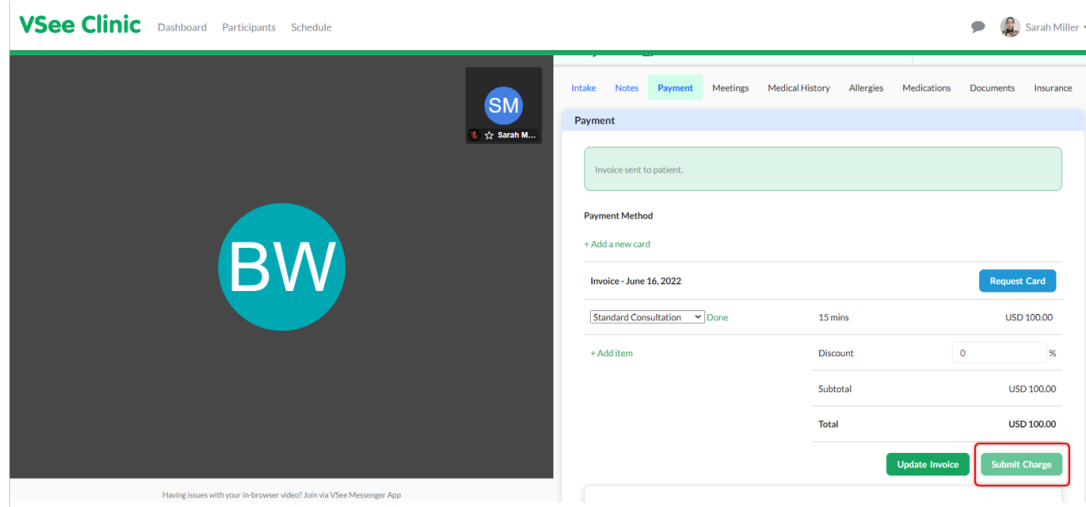 VSee Clinic Dashboard Participants Schedule Sarah Miller
SM
Sarah M...
BW
Having issues with your in-browser video? Join via VSee Messenger App
Intake Notes Payment Meetings Medical History Allergies Medications Documents Insurance
Payment
Invoice sent to patient.
Payment Method
+ Add a new card
Invoice - June 16, 2022 Request Card
Standard Consultation Done 15 mins USD 100.00
+ Add item Discount 0 %
Subtotal USD 100.00
Total USD 100.00
Update Invoice Submit Charge